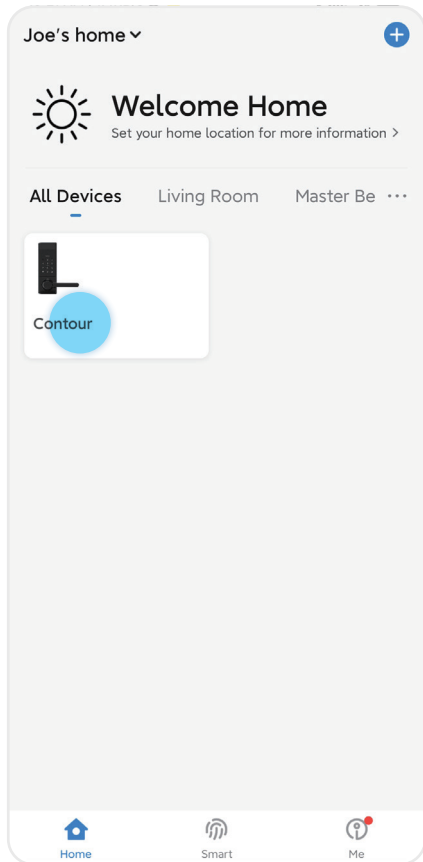 Joe's home
Welcome Home
Set your home location for more information >
All Devices Living Room Master Be ...
Contour
Home Smart Me